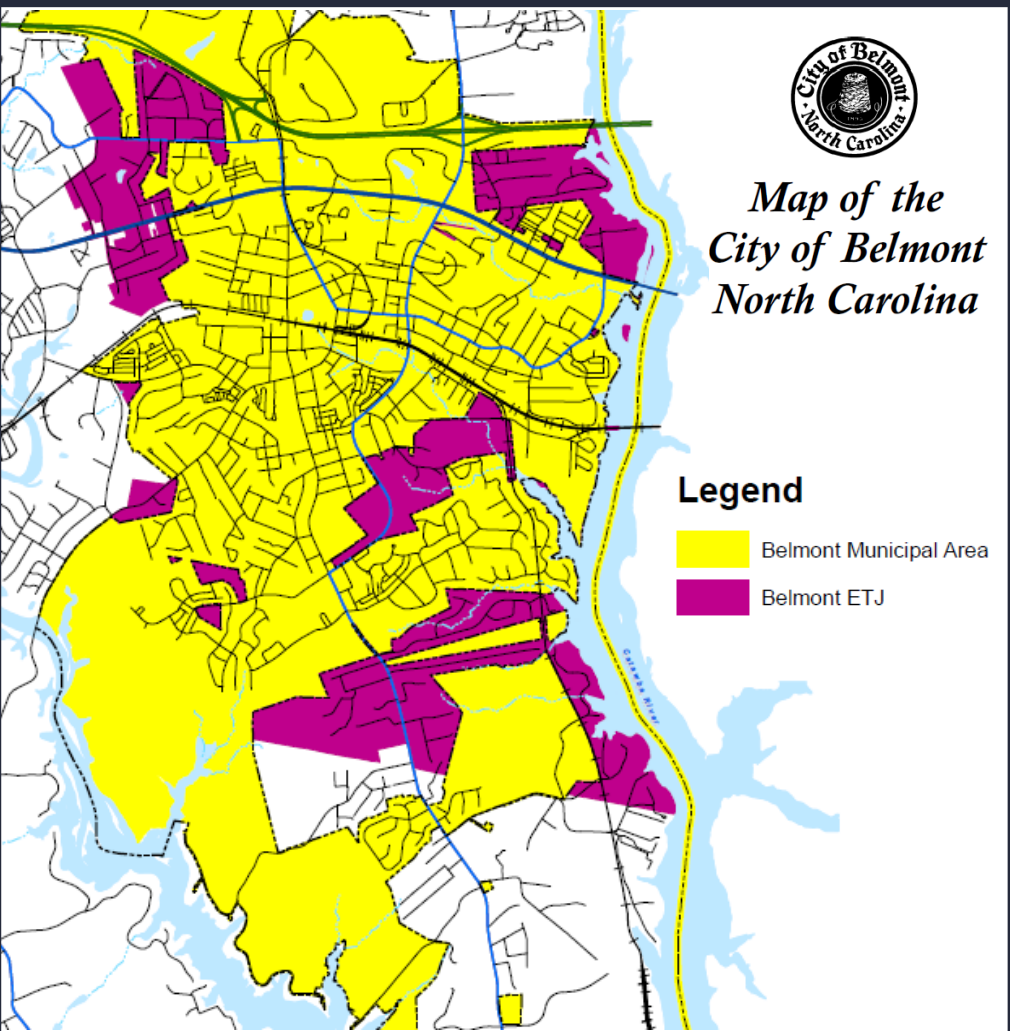 City of Belmont
North Carolina
Map of the
City of Belmont
North Carolina
Legend
Belmont Municipal Area
Belmont ETJ
Catawba River